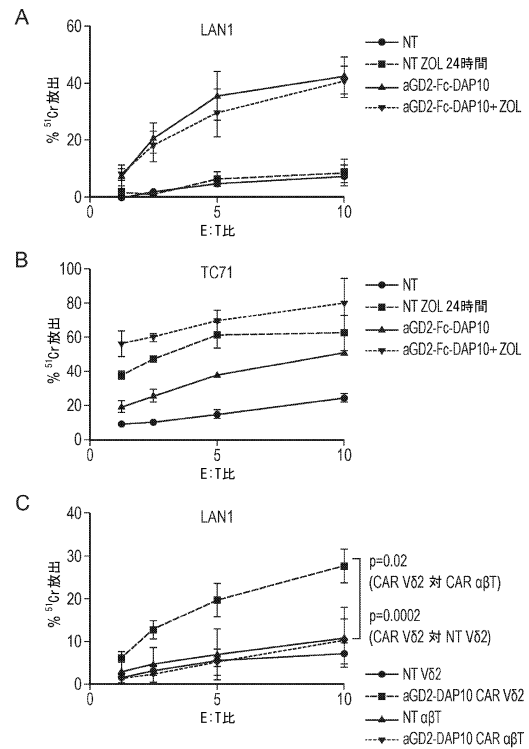 A
LAN1
% ⁵¹Cr 放出
60
40
20
0
0
5
10
E:T比
NT
NT ZOL 24時間
aGD2-Fc-DAP10
aGD2-Fc-DAP10+ ZOL
B
TC71
% ⁵¹Cr 放出
100
80
60
40
20
0
0
5
10
E:T比
NT
NT ZOL 24時間
aGD2-Fc-DAP10
aGD2-Fc-DAP10+ ZOL
C
LAN1
% ⁵¹Cr 放出
40
30
20
10
0
0
5
10
E:T比
p=0.02
(CAR Vδ2 対 CAR αβT)
p=0.0002
(CAR Vδ2 対 NT Vδ2)
NT Vδ2
aGD2-DAP10 CAR Vδ2
NT αβT
aGD2-DAP10 CAR αβT